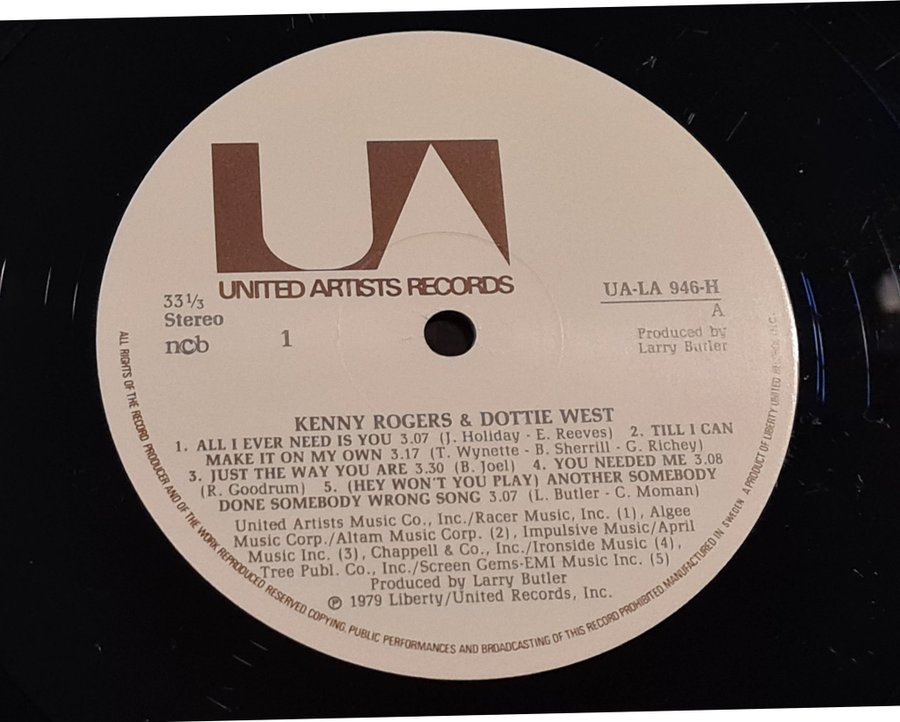 UA
UNITED ARTISTS RECORDS
33⅓
Stereo
ncb
1
UA-LA 946-H
A
Produced by
Larry Butler
KENNY ROGERS & DOTTIE WEST
1. ALL I EVER NEED IS YOU 3.07 (J. Holiday - E. Reeves) 2. TILL I CAN
MAKE IT ON MY OWN 3.17 (T. Wynette - B. Sherrill - G. Richey)
3. JUST THE WAY YOU ARE 3.30 (B. Joel) 4. YOU NEEDED ME 3.08
(R. Goodrum) 5. (HEY WON'T YOU PLAY) ANOTHER SOMEBODY
DONE SOMEBODY WRONG SONG 3.07 (L. Butler - C. Moman)
United Artists Music Co., Inc./Racer Music, Inc. (1), Algee
Music Corp./Altam Music Corp. (2), Impulsive Music/April
Music Inc. (3), Chappell & Co., Inc./Ironside Music (4),
Tree Publ. Co., Inc./Screen Gems-EMI Music Inc. (5)
Produced by Larry Butler
℗ 1979 Liberty/United Records, Inc.
ALL RIGHTS OF THE RECORD PRODUCER AND OF THE WORK REPRODUCED RESERVED COPYING, PUBLIC PERFORMANCES AND BROADCASTING OF THIS RECORD PROHIBITED MANUFACTURED IN SWEDEN A PRODUCT OF LIBERTY UNITED RECORDS, INC.